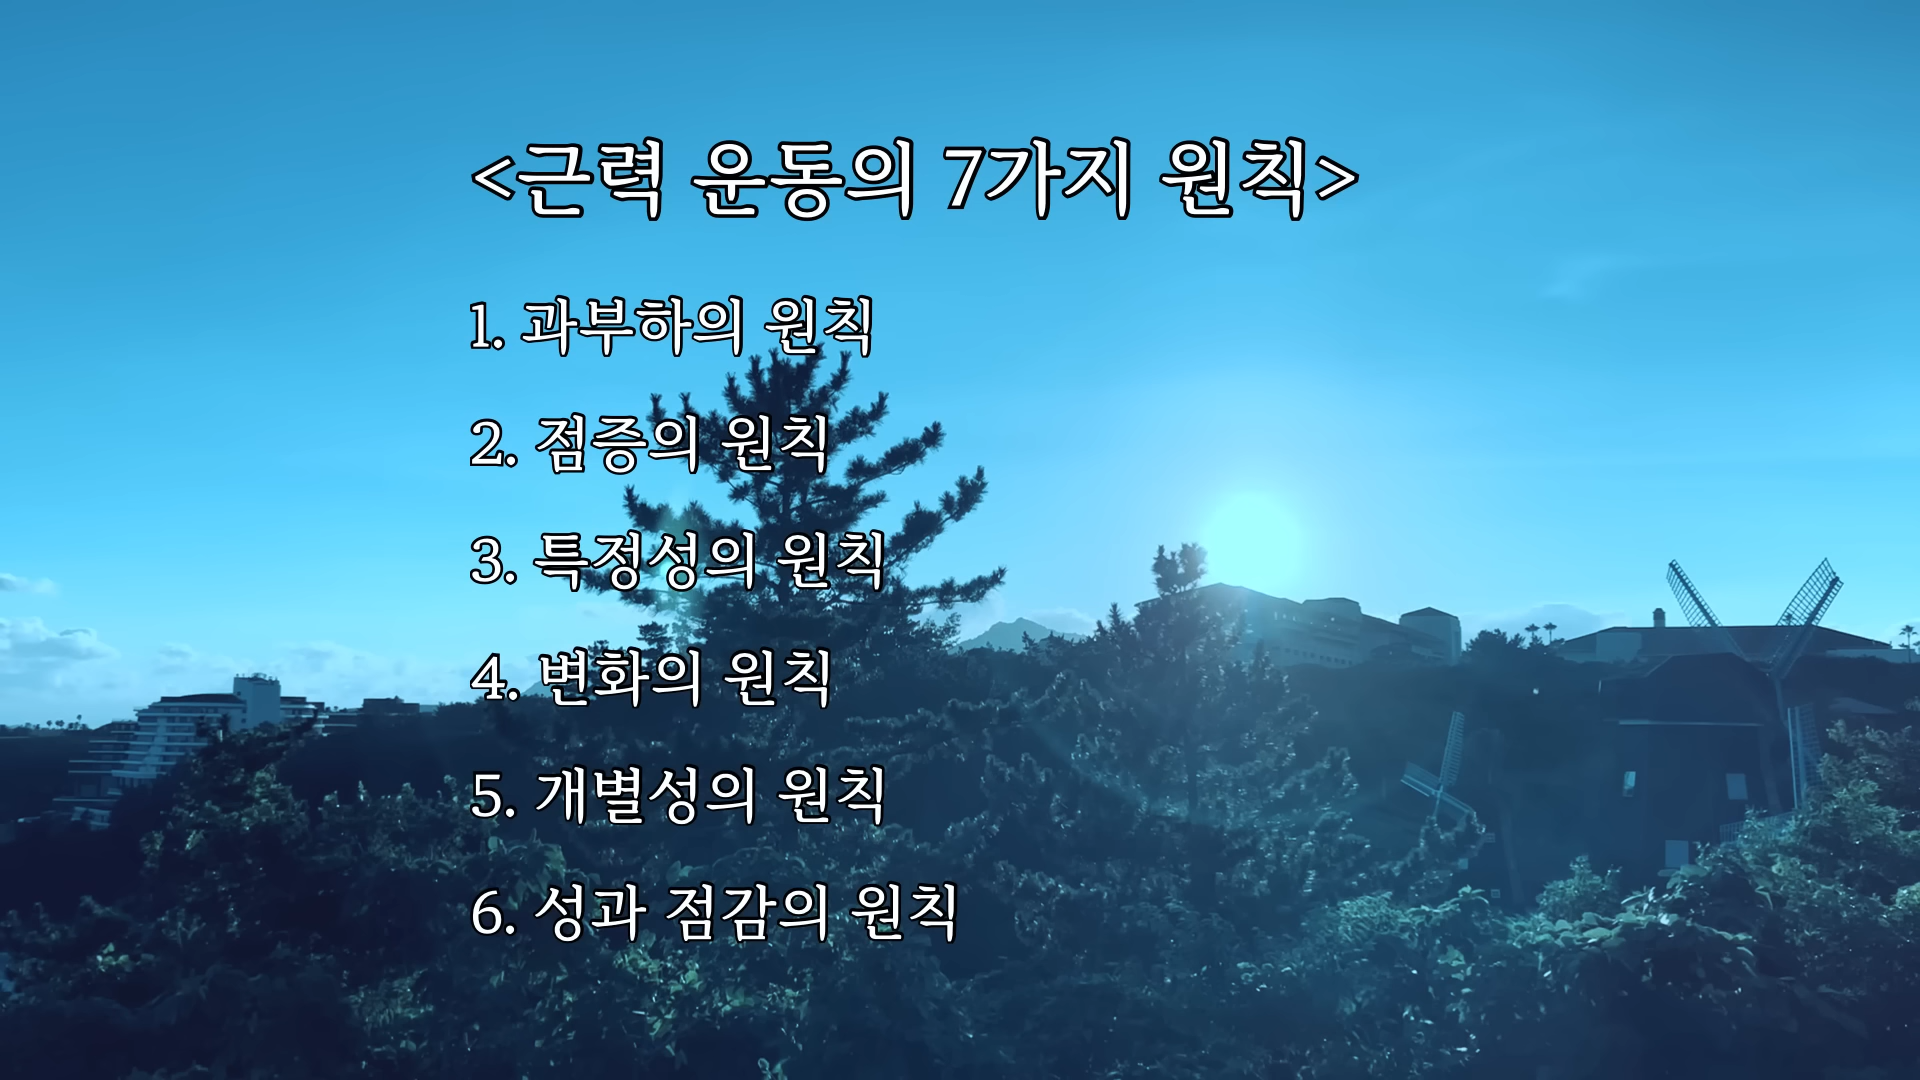 <근력 운동의 7가지 원칙>
1. 과부하의 원칙
2. 점증의 원칙
3. 특정성의 원칙
4. 변화의 원칙
5. 개별성의 원칙
6. 성과 점감의 원칙